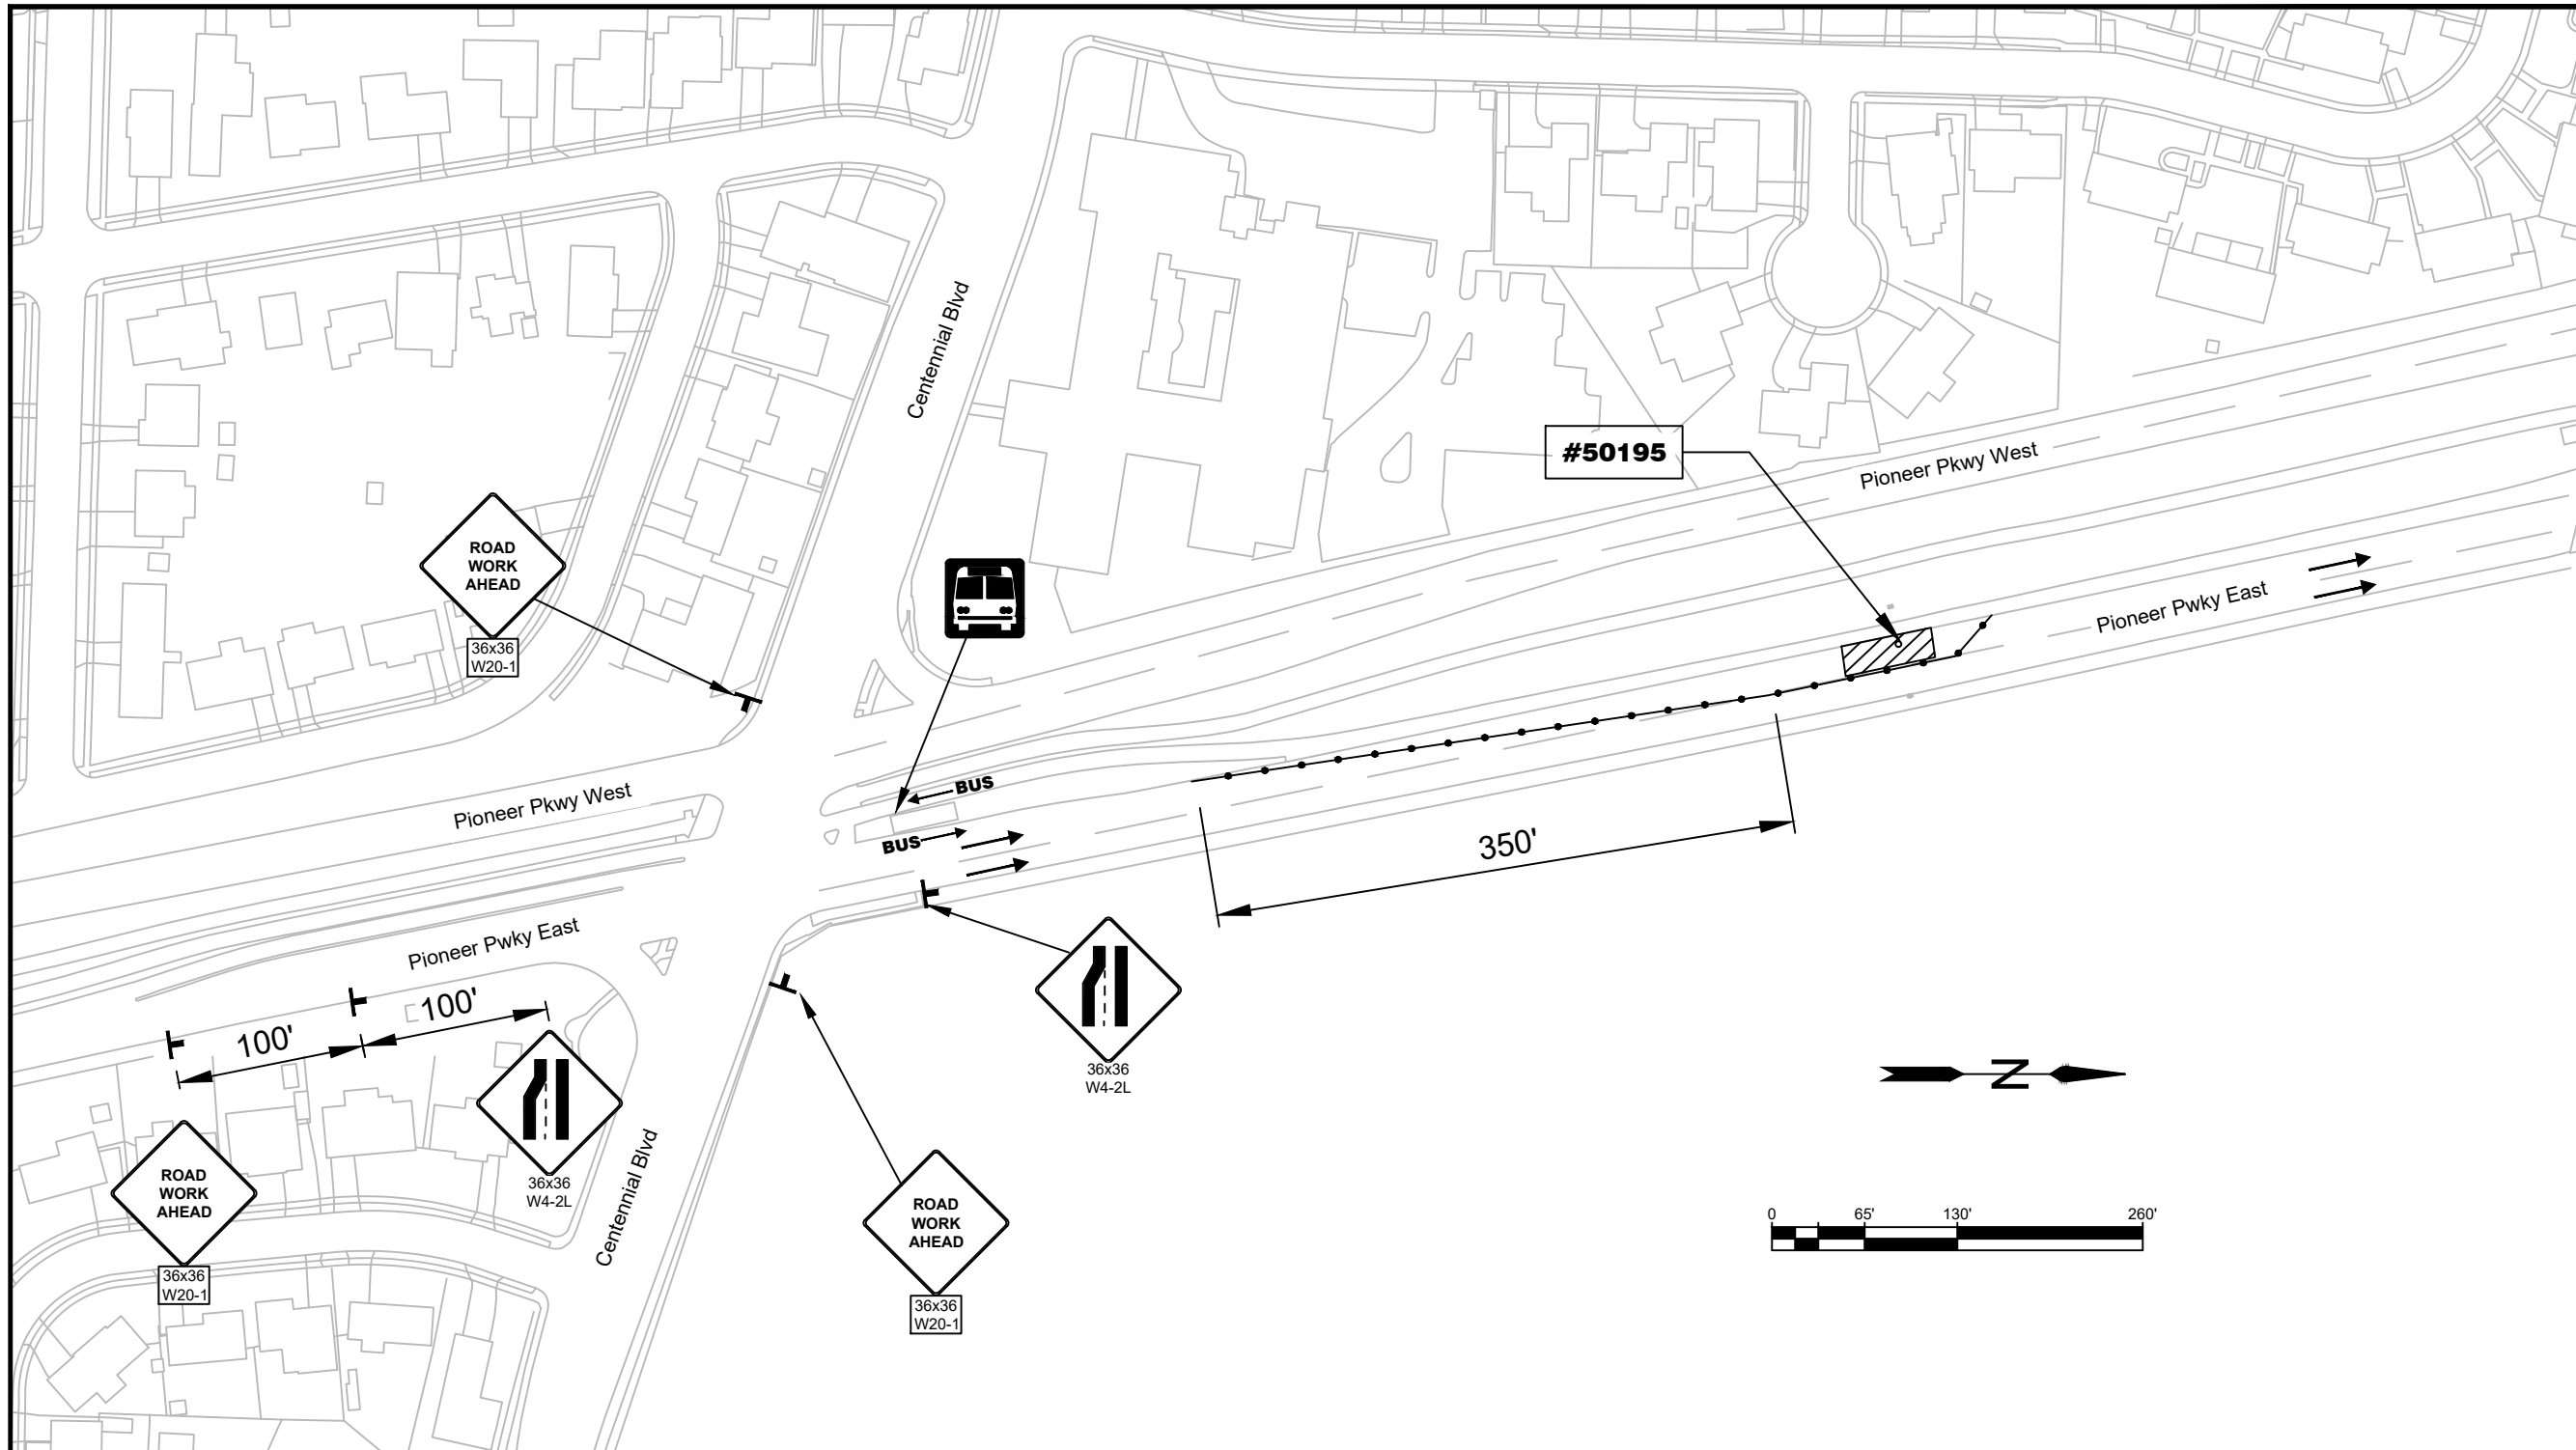 Centennial Blvd
#50195
Pioneer Pkwy West
ROAD
WORK
AHEAD
36x36
W20-1
Pioneer Pwky East
BUS
Pioneer Pkwy West
BUS
350'
Pioneer Pwky East
100'
100'
36x36
W4-2L
36x36
W4-2L
N
Centennial Blvd
ROAD
WORK
AHEAD
36x36
W20-1
ROAD
WORK
AHEAD
36x36
W20-1
0 65' 130' 260'